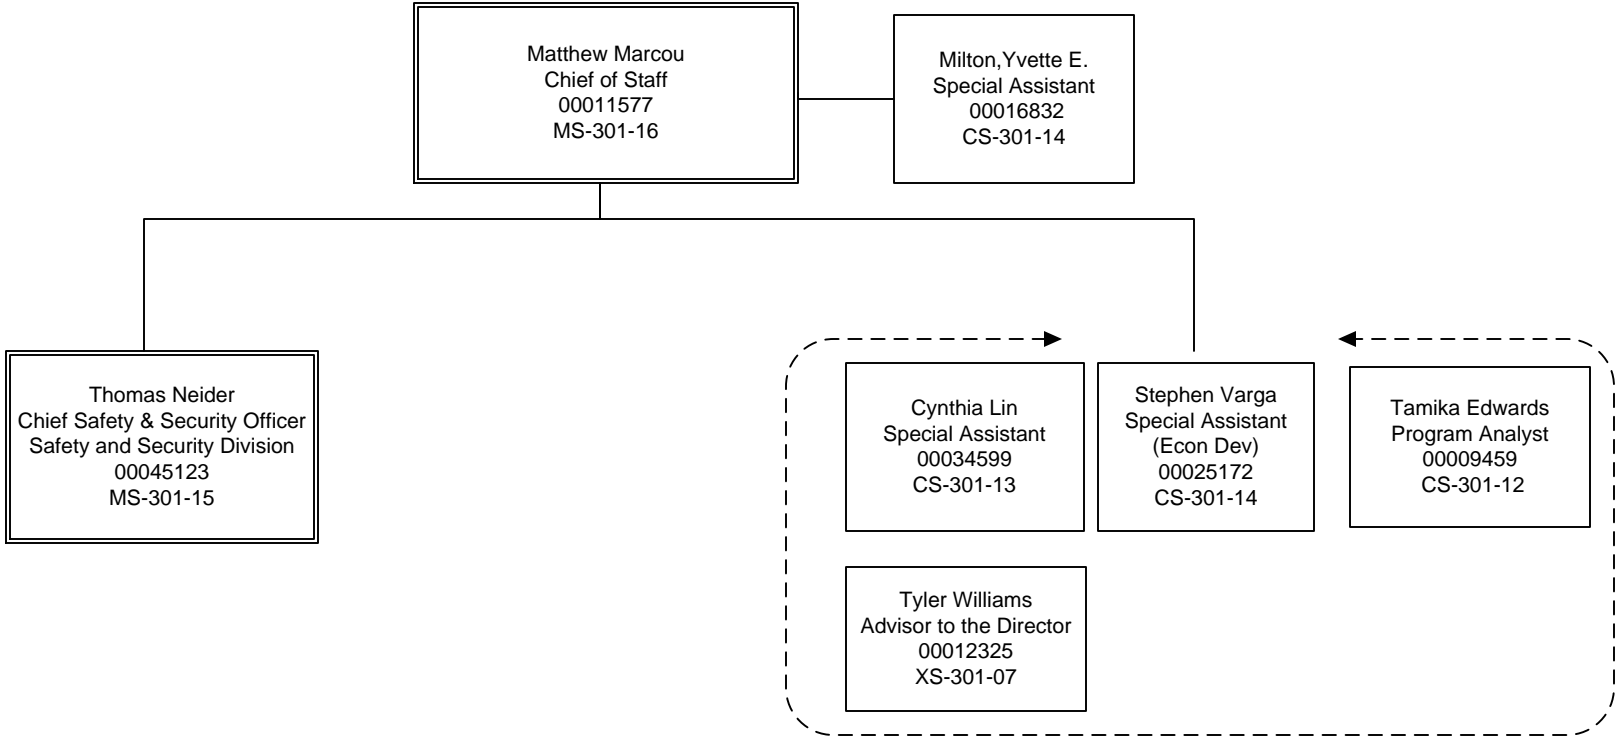 Matthew Marcou
Chief of Staff
00011577
MS-301-16
Milton,Yvette E.
Special Assistant
00016832
CS-301-14
Thomas Neider
Chief Safety & Security Officer
Safety and Security Division
00045123
MS-301-15
Cynthia Lin
Special Assistant
00034599
CS-301-13
Stephen Varga
Special Assistant
(Econ Dev)
00025172
CS-301-14
Tamika Edwards
Program Analyst
00009459
CS-301-12
Tyler Williams
Advisor to the Director
00012325
XS-301-07